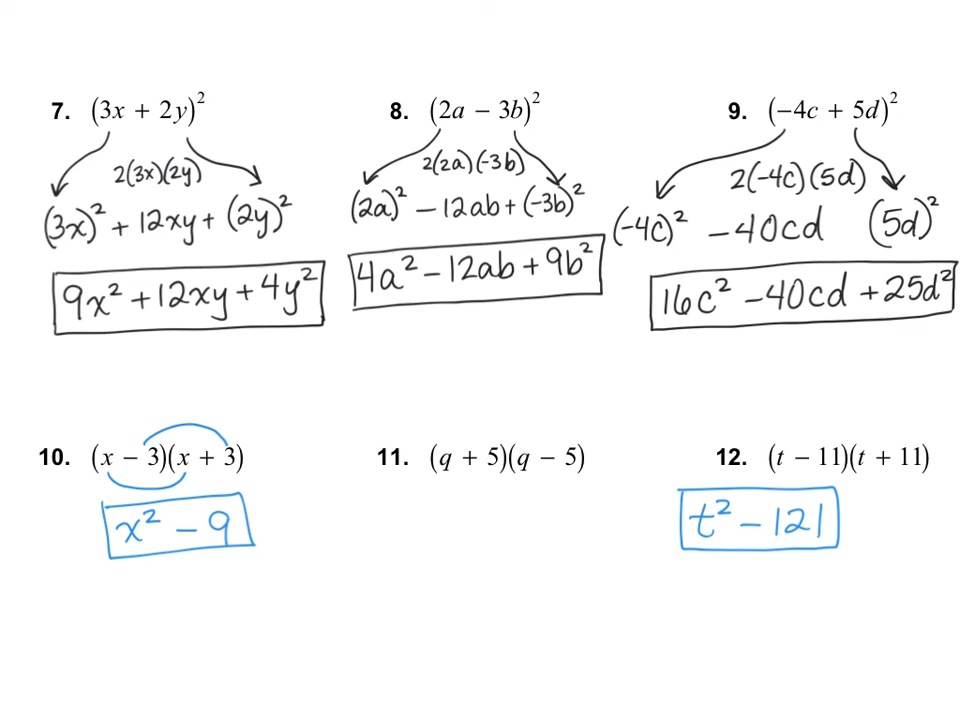 7. (3x + 2y)²
2(3x)(2y)
(3x)² + 12xy + (2y)²
9x² + 12xy + 4y²
8. (2a − 3b)²
2(2a)(-3b)
(2a)² − 12ab + (-3b)²
4a² − 12ab + 9b²
9. (−4c + 5d)²
2(-4c)(5d)
(-4c)² − 40cd (5d)²
16c² − 40cd + 25d²
10. (x − 3)(x + 3)
x² − 9
11. (q + 5)(q − 5)
12. (t − 11)(t + 11)
t² − 121